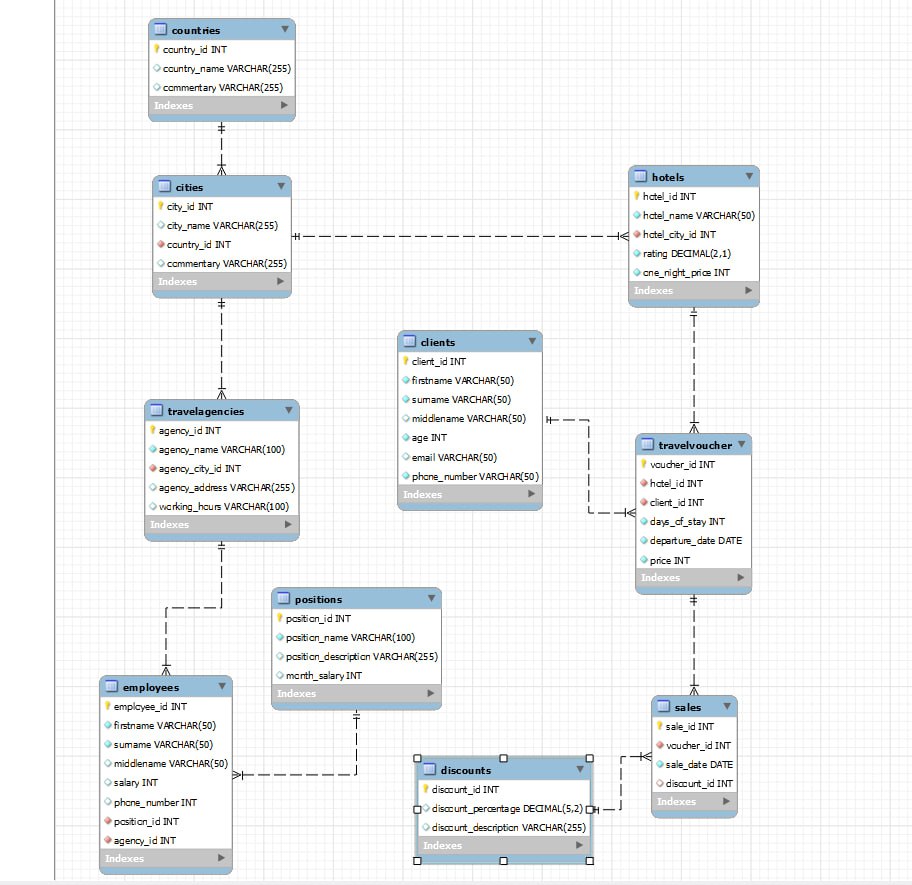 countries
country_id INT
country_name VARCHAR(255)
commentary VARCHAR(255)
Indexes
cities
city_id INT
city_name VARCHAR(255)
country_id INT
commentary VARCHAR(255)
Indexes
hotels
hotel_id INT
hotel_name VARCHAR(50)
hotel_city_id INT
rating DECIMAL(2,1)
one_night_price INT
Indexes
clients
client_id INT
firstname VARCHAR(50)
surname VARCHAR(50)
middlename VARCHAR(50)
age INT
email VARCHAR(50)
phone_number VARCHAR(50)
Indexes
travelagencies
agency_id INT
agency_name VARCHAR(100)
agency_city_id INT
agency_address VARCHAR(255)
working_hours VARCHAR(100)
Indexes
travelvoucher
voucher_id INT
hotel_id INT
client_id INT
days_of_stay INT
departure_date DATE
price INT
Indexes
positions
position_id INT
position_name VARCHAR(100)
position_description VARCHAR(255)
month_salary INT
Indexes
employees
employee_id INT
firstname VARCHAR(50)
surname VARCHAR(50)
middlename VARCHAR(50)
salary INT
phone_number INT
position_id INT
agency_id INT
Indexes
discounts
discount_id INT
discount_percentage DECIMAL(5,2)
discount_description VARCHAR(255)
Indexes
sales
sale_id INT
voucher_id INT
sale_date DATE
discount_id INT
Indexes